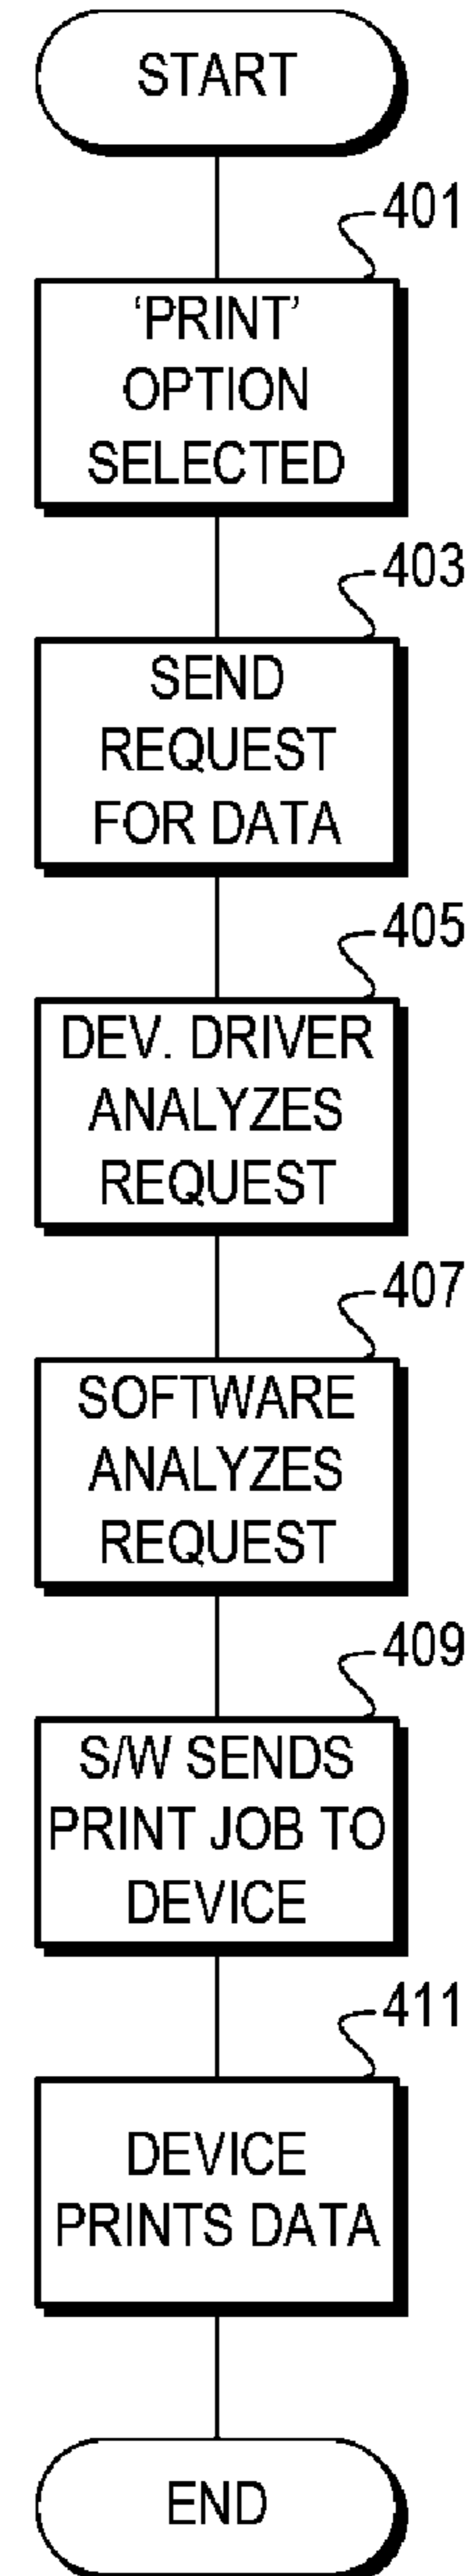 START
401
‘PRINT’
OPTION
SELECTED
403
SEND
REQUEST
FOR DATA
405
DEV. DRIVER
ANALYZES
REQUEST
407
SOFTWARE
ANALYZES
REQUEST
409
S/W SENDS
PRINT JOB TO
DEVICE
411
DEVICE
PRINTS DATA
END